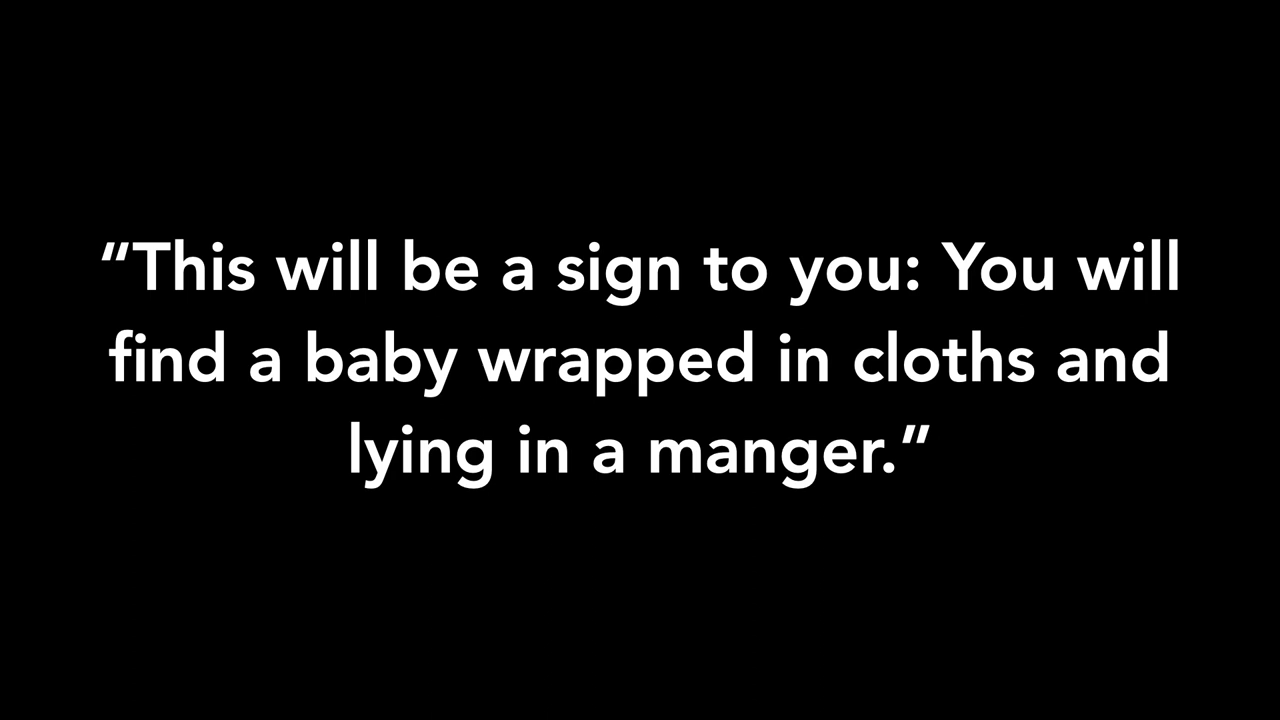 “This will be a sign to you: You will
find a baby wrapped in cloths and
lying in a manger.”